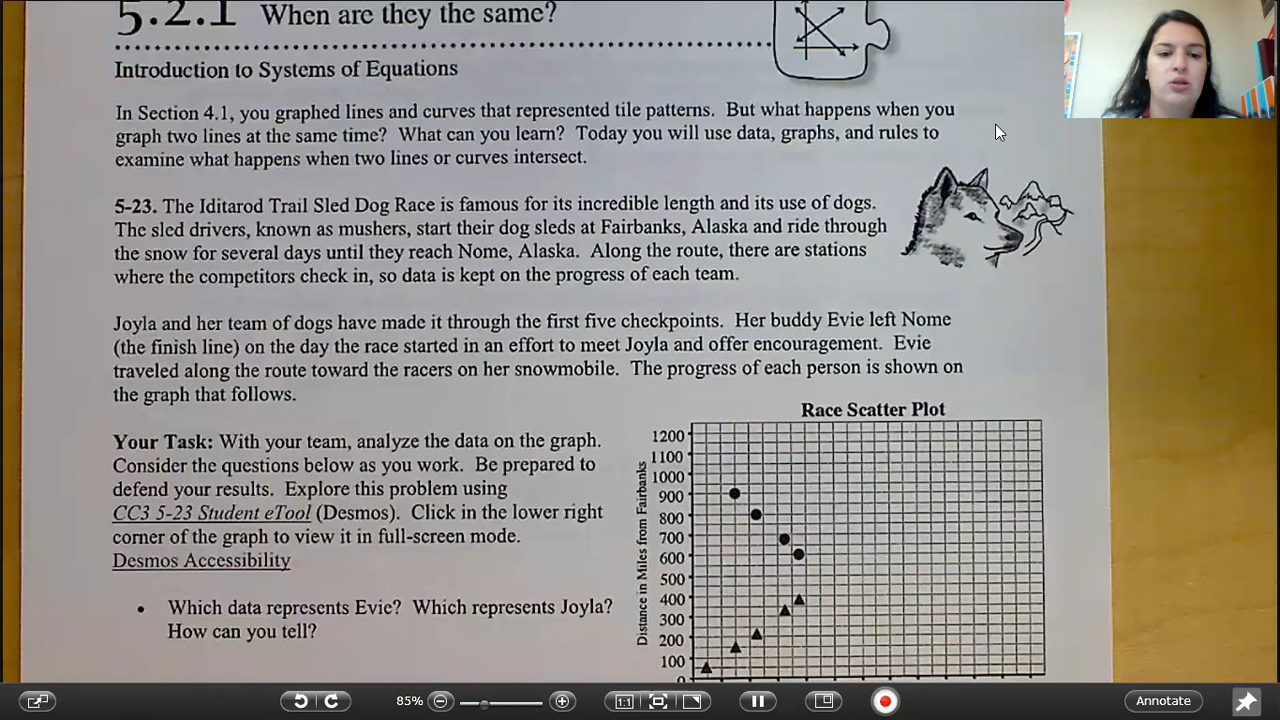 5.2.1 When are they the same?
Introduction to Systems of Equations
In Section 4.1, you graphed lines and curves that represented tile patterns. But what happens when you
graph two lines at the same time? What can you learn? Today you will use data, graphs, and rules to
examine what happens when two lines or curves intersect.
5-23. The Iditarod Trail Sled Dog Race is famous for its incredible length and its use of dogs.
The sled drivers, known as mushers, start their dog sleds at Fairbanks, Alaska and ride through
the snow for several days until they reach Nome, Alaska. Along the route, there are stations
where the competitors check in, so data is kept on the progress of each team.
Joyla and her team of dogs have made it through the first five checkpoints. Her buddy Evie left Nome
(the finish line) on the day the race started in an effort to meet Joyla and offer encouragement. Evie
traveled along the route toward the racers on her snowmobile. The progress of each person is shown on
the graph that follows.
Your Task: With your team, analyze the data on the graph.
Consider the questions below as you work. Be prepared to
defend your results. Explore this problem using
CC3 5-23 Student eTool (Desmos). Click in the lower right
corner of the graph to view it in full-screen mode.
Desmos Accessibility
• Which data represents Evie? Which represents Joyla?
How can you tell?
Race Scatter Plot
Distance in Miles from Fairbanks
1200
1100
1000
900
800
700
600
500
400
300
200
100
0
85%
1:1
Annotate